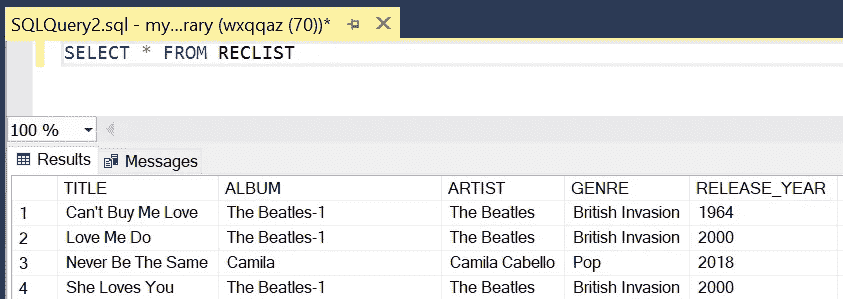 SQLQuery2.sql - my...rary (wxqqaz (70))*
SELECT * FROM RECLIST
100 %
Results Messages
TITLE ALBUM ARTIST GENRE RELEASE_YEAR
1 Can't Buy Me Love The Beatles-1 The Beatles British Invasion 1964
2 Love Me Do The Beatles-1 The Beatles British Invasion 2000
3 Never Be The Same Camila Camila Cabello Pop 2018
4 She Loves You The Beatles-1 The Beatles British Invasion 2000